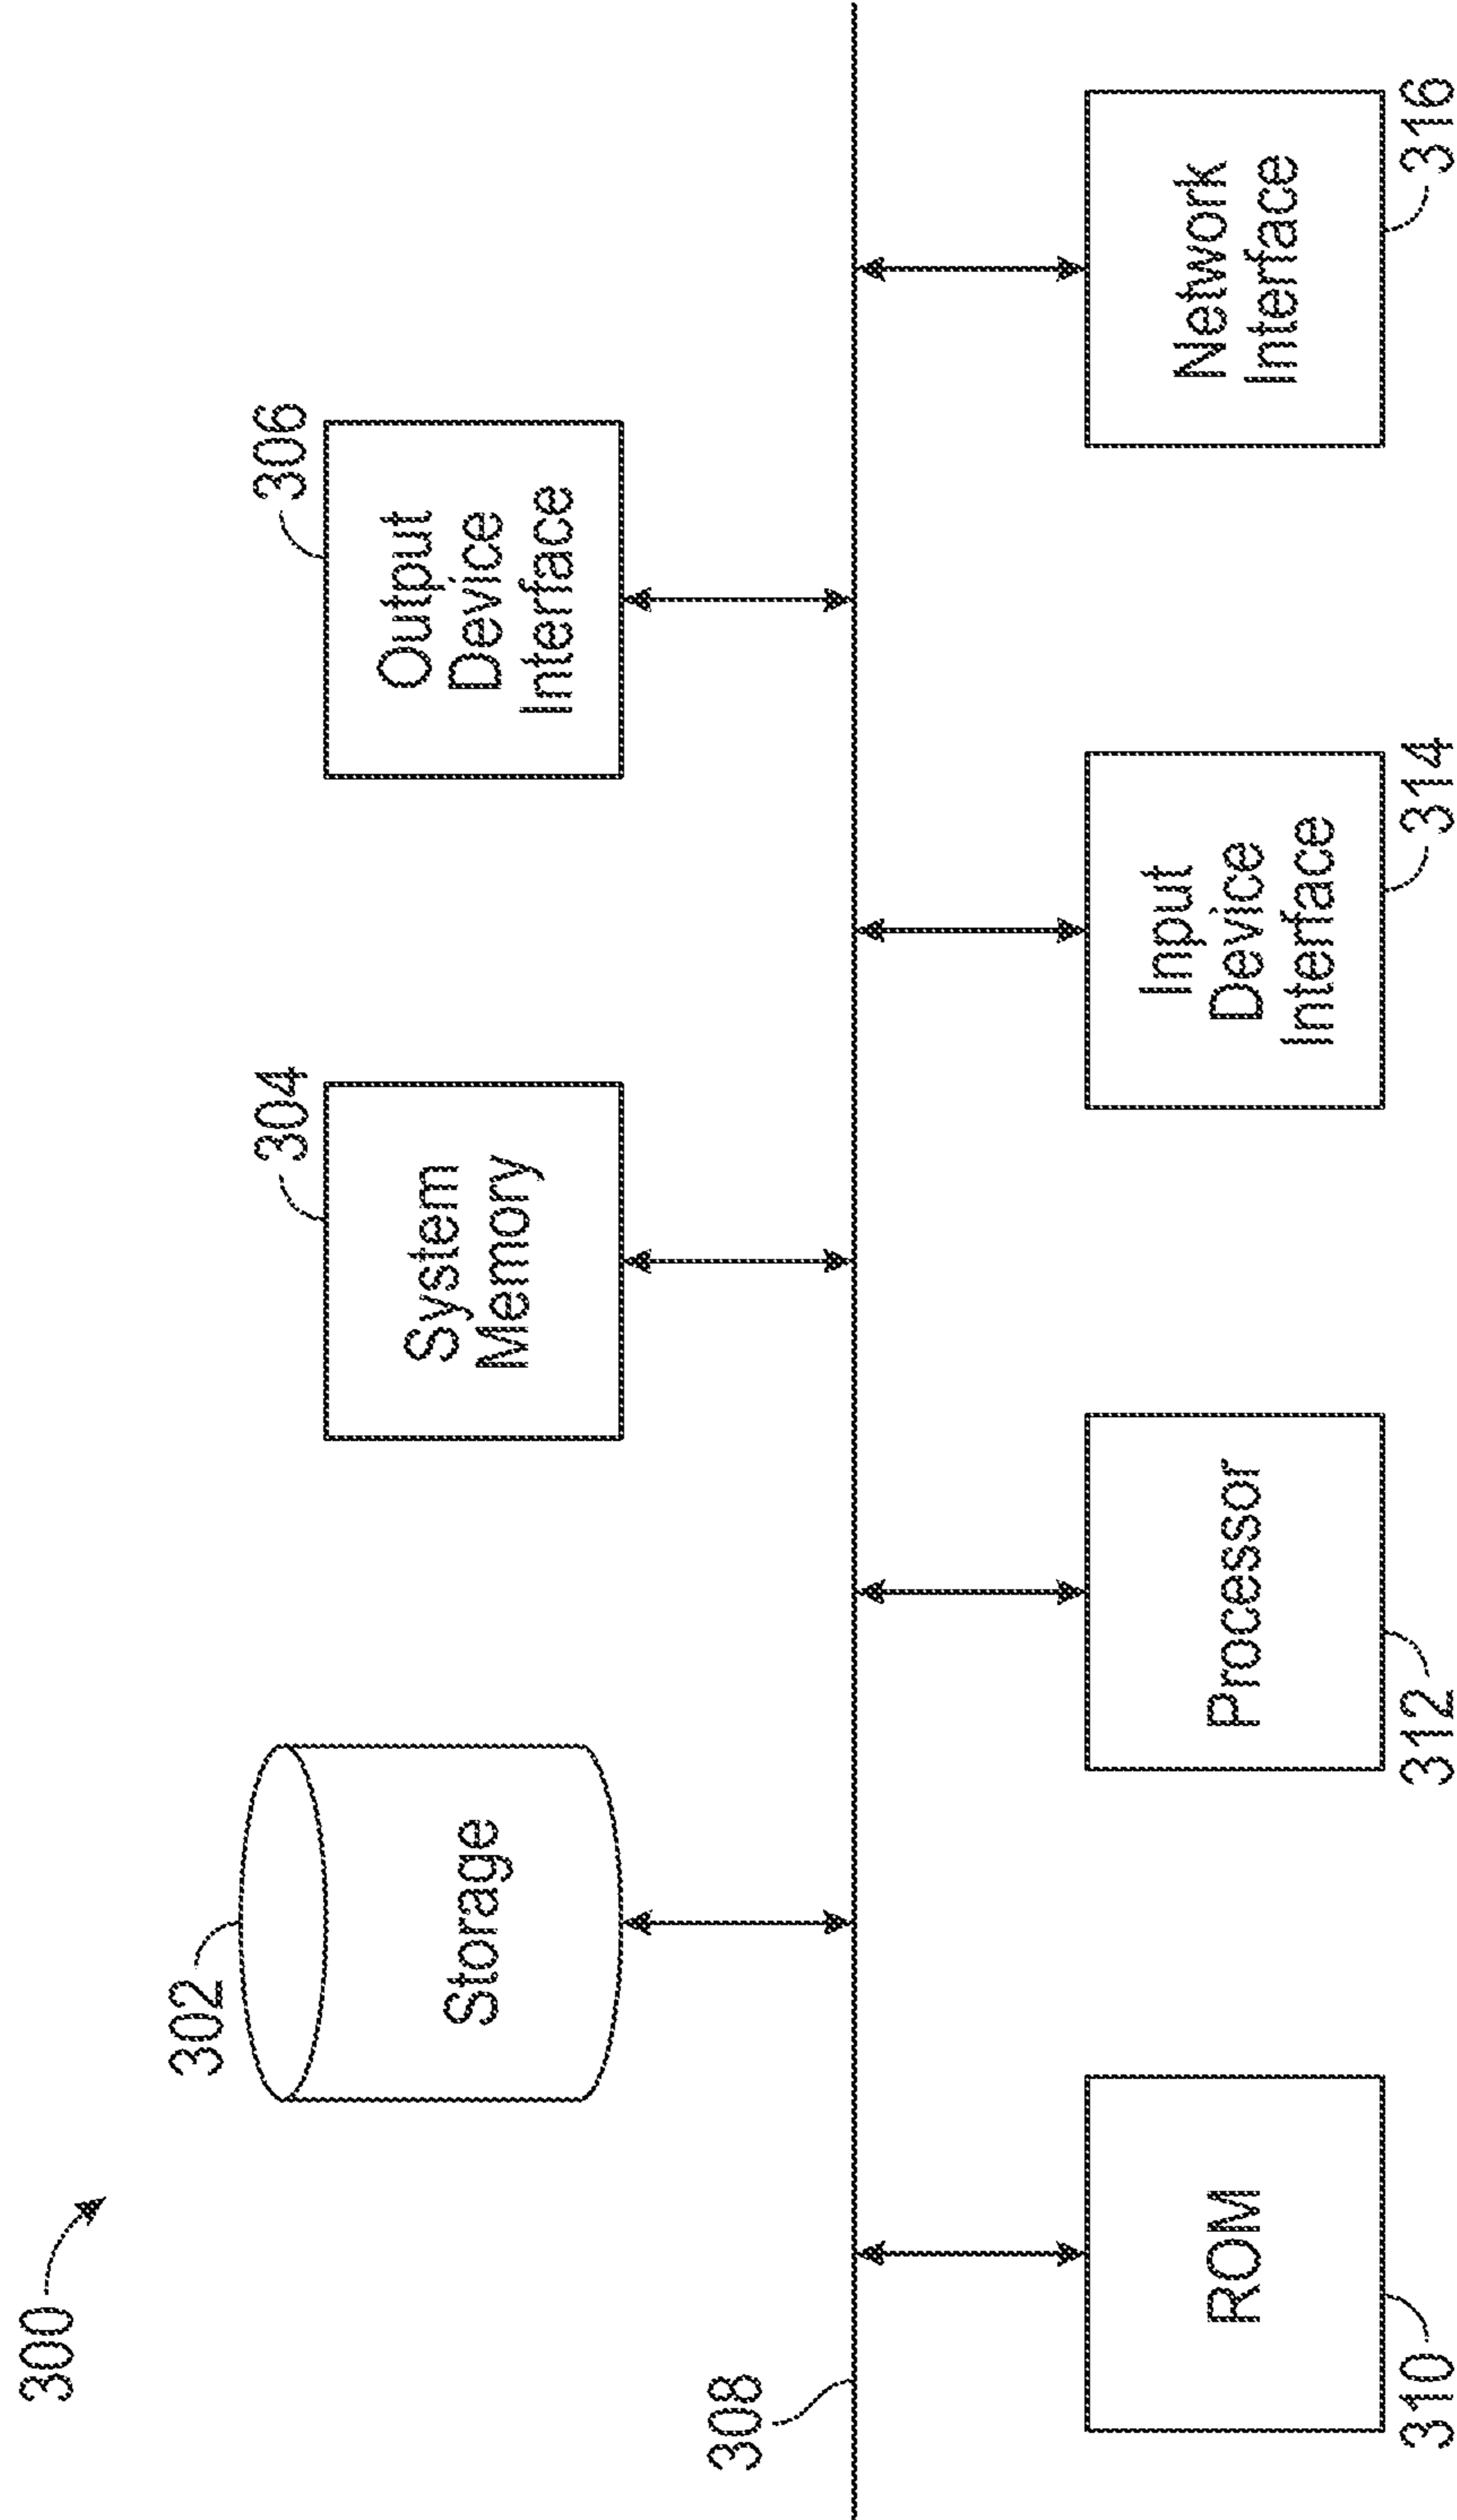 300
302
Storage
304
System
Memory
306
Output
Device
Interface
308
ROM
310
Processor
312
Input
Device
Interface
314
Network
Interface
316